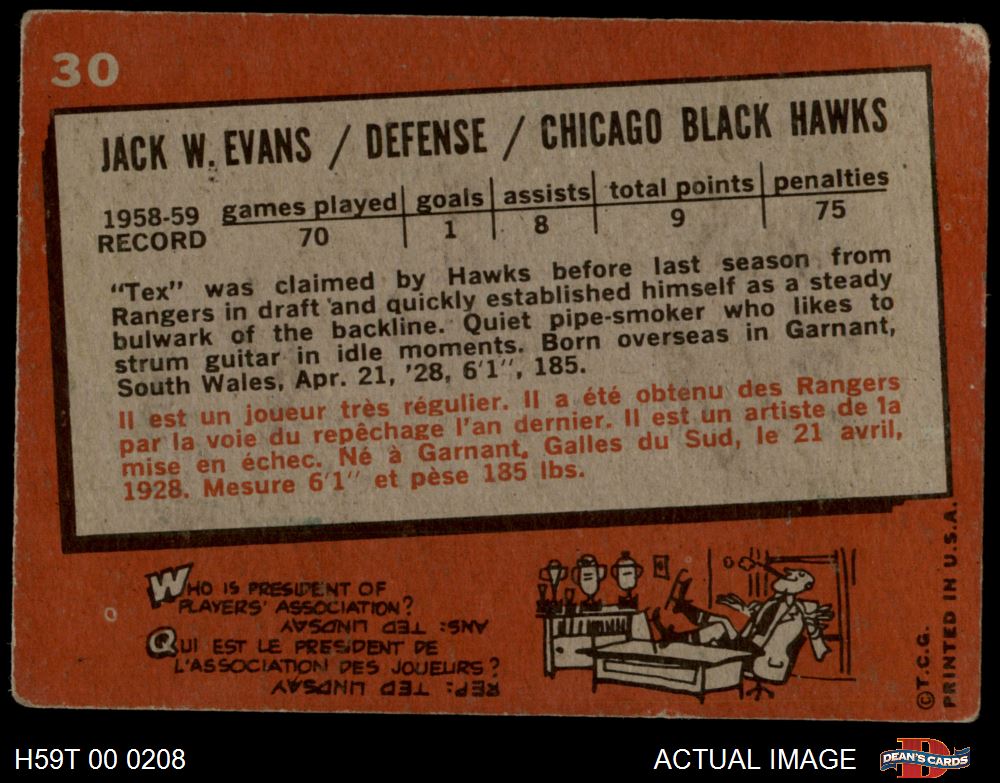 30
JACK W. EVANS / DEFENSE / CHICAGO BLACK HAWKS
1958-59 RECORD
games played goals assists total points penalties
70 1 8 9 75
"Tex" was claimed by Hawks before last season from
Rangers in draft and quickly established himself as a steady
bulwark of the backline. Quiet pipe-smoker who likes to
strum guitar in idle moments. Born overseas in Garnant,
South Wales, Apr. 21, '28, 6'1", 185.
Il est un joueur très régulier. Il a été obtenu des Rangers
par la voie du repêchage l'an dernier. Il est un artiste de la
mise en échec. Né à Garnant, Galles du Sud, le 21 avril,
1928. Mesure 6'1" et pèse 185 lbs.
WHO IS PRESIDENT OF
PLAYERS' ASSOCIATION?
ANS: TED LINDSAY
QUI EST LE PRESIDENT DE
L'ASSOCIATION DES JOUEURS?
REP: TED LINDSAY
©T.C.G.
PRINTED IN U.S.A.
H59T 00 0208
ACTUAL IMAGE
DEAN'S CARDS